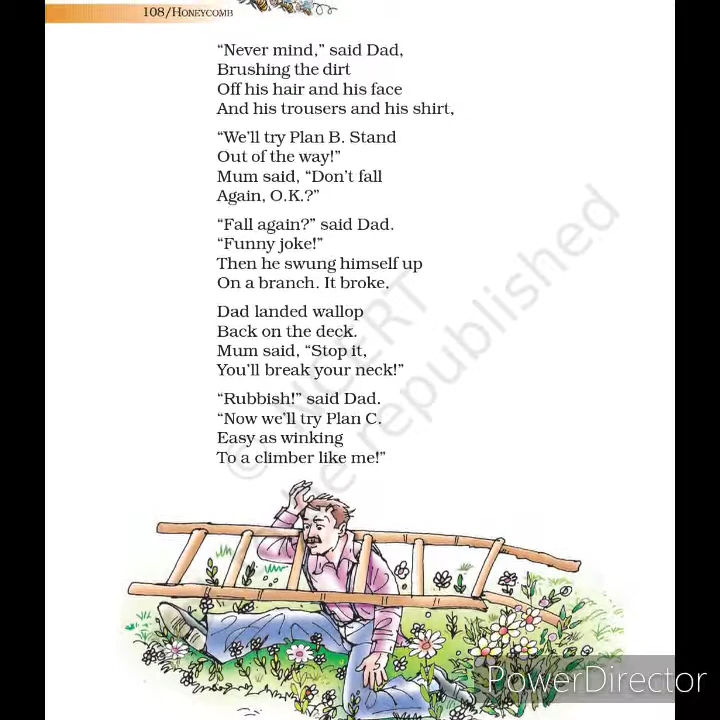 108/HONEYCOMB
“Never mind,” said Dad,
Brushing the dirt
Off his hair and his face
And his trousers and his shirt,
“We’ll try Plan B. Stand
Out of the way!”
Mum said, “Don’t fall
Again, O.K.?”
“Fall again?” said Dad.
“Funny joke!”
Then he swung himself up
On a branch. It broke.
Dad landed wallop
Back on the deck.
Mum said, “Stop it,
You’ll break your neck!”
“Rubbish!” said Dad.
“Now we’ll try Plan C.
Easy as winking
To a climber like me!”
© NCERT
be republished
PowerDirector